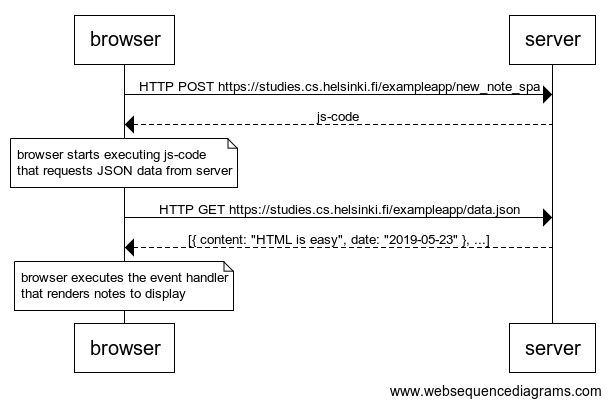 browser
server
HTTP POST https://studies.cs.helsinki.fi/exampleapp/new_note_spa
js-code
browser starts executing js-code
that requests JSON data from server
HTTP GET https://studies.cs.helsinki.fi/exampleapp/data.json
[{ content: "HTML is easy", date: "2019-05-23" }, ...]
browser executes the event handler
that renders notes to display
browser
server
www.websequencediagrams.com